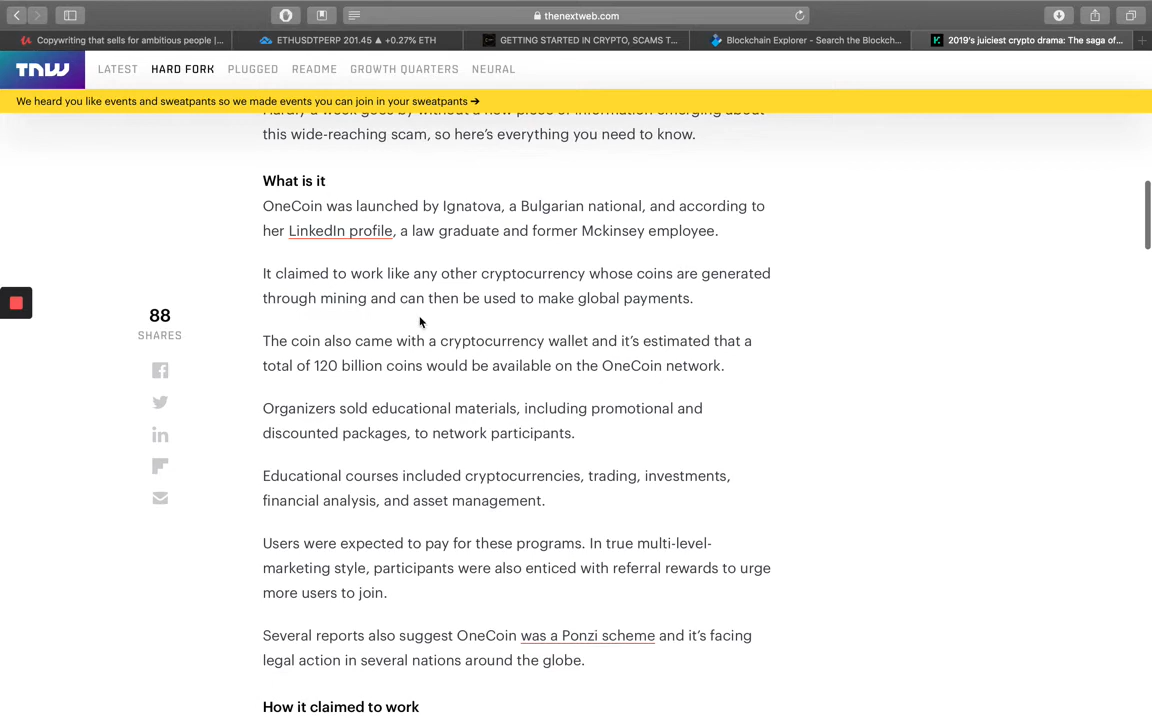 thenextweb.com
Copywriting that sells for ambitious people |...
ETHUSDTPERP 201.45 ▲ +0.27% ETH
GETTING STARTED IN CRYPTO, SCAMS T...
Blockchain Explorer - Search the Blockch...
2019's juiciest crypto drama: The saga of...
TNW
LATEST
HARD FORK
PLUGGED
README
GROWTH QUARTERS
NEURAL
We heard you like events and sweatpants so we made events you can join in your sweatpants →
Hardly a week goes by without a new piece of information emerging about
this wide-reaching scam, so here's everything you need to know.
What is it
OneCoin was launched by Ignatova, a Bulgarian national, and according to
her LinkedIn profile, a law graduate and former Mckinsey employee.
It claimed to work like any other cryptocurrency whose coins are generated
through mining and can then be used to make global payments.
88
SHARES
The coin also came with a cryptocurrency wallet and it's estimated that a
total of 120 billion coins would be available on the OneCoin network.
Organizers sold educational materials, including promotional and
discounted packages, to network participants.
Educational courses included cryptocurrencies, trading, investments,
financial analysis, and asset management.
Users were expected to pay for these programs. In true multi-level-
marketing style, participants were also enticed with referral rewards to urge
more users to join.
Several reports also suggest OneCoin was a Ponzi scheme and it's facing
legal action in several nations around the globe.
How it claimed to work